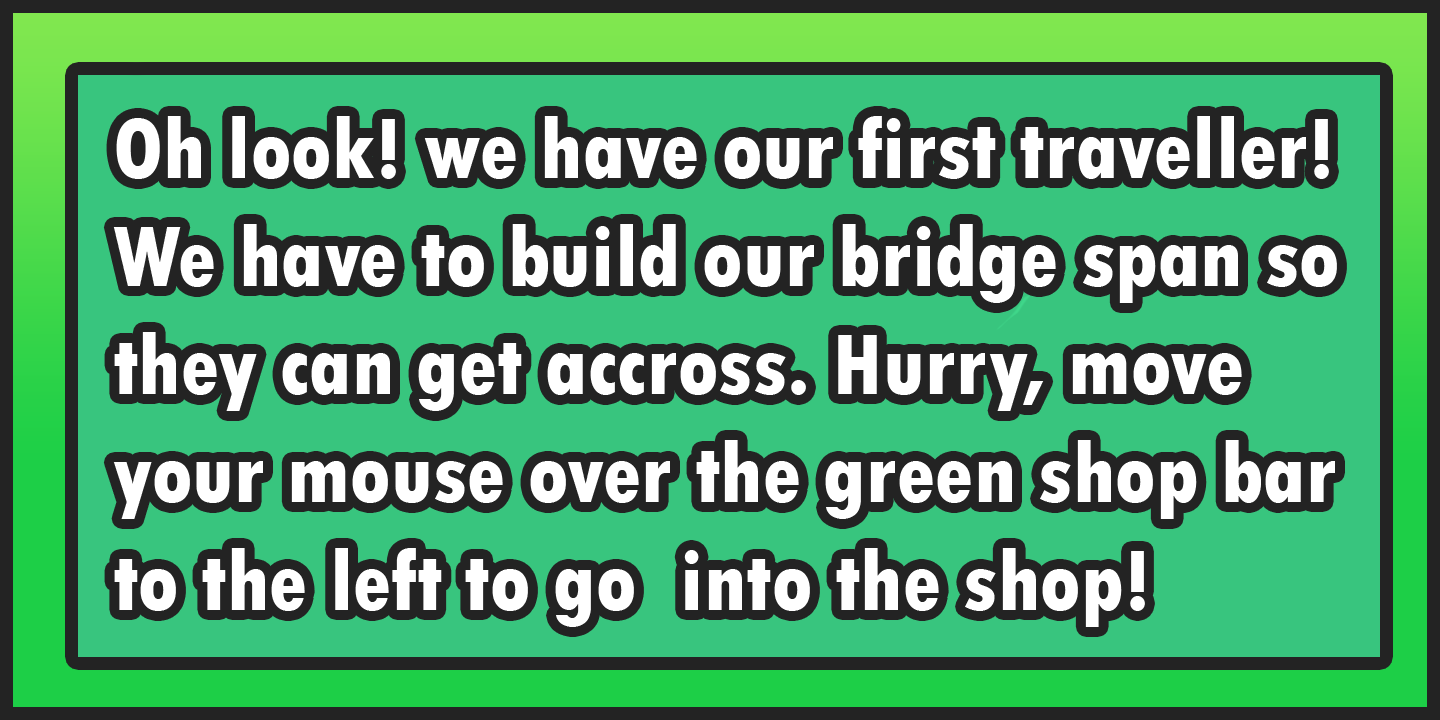 Oh look! we have our first traveller!
We have to build our bridge span so
they can get accross. Hurry, move
your mouse over the green shop bar
to the left to go  into the shop!